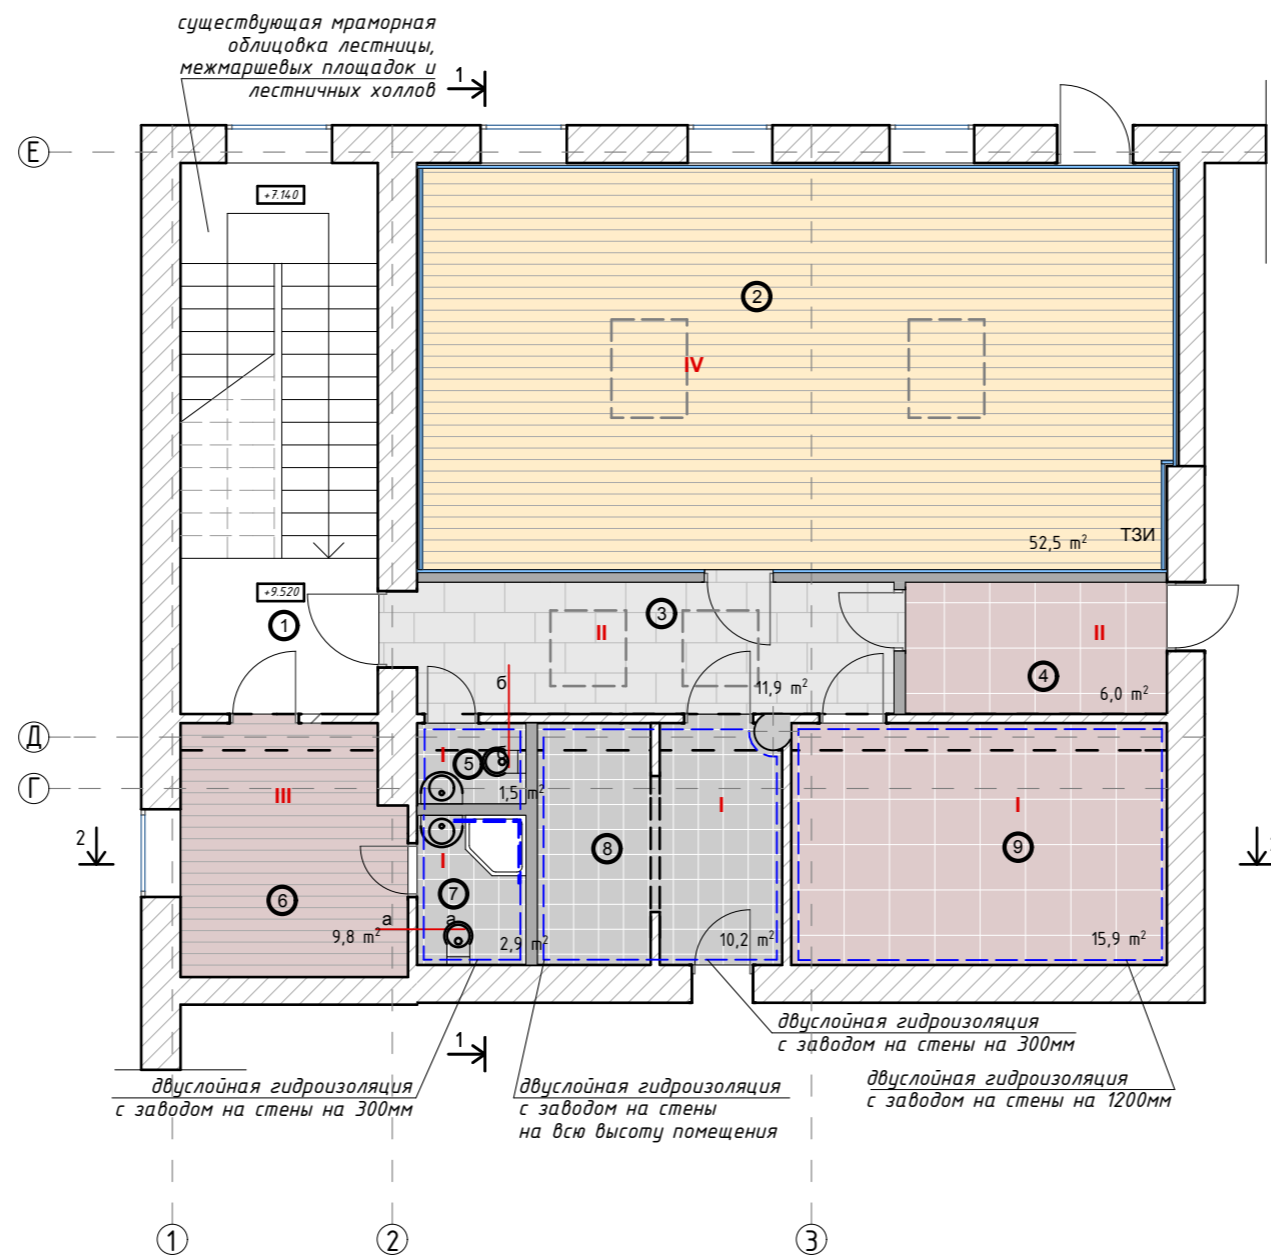 существующая мраморная
облицовка лестницы,
межмаршевых площадок и
лестничных холлов
1
Е
+7.140
2
IV
52,5 m²
ТЗИ
+9.520
1
3
II
11,9 m²
II
4
6,0 m²
б
б
Д
Г
I
5
1,5 m²
III
I
7
а
а
2,9 m²
6
9,8 m²
8
I
10,2 m²
I
9
15,9 m²
2
1
двуслойная гидроизоляция
с заводом на стены на 300мм
двуслойная гидроизоляция
с заводом на стены
на всю высоту помещения
двуслойная гидроизоляция
с заводом на стены на 300мм
двуслойная гидроизоляция
с заводом на стены на 1200мм
1
2
3